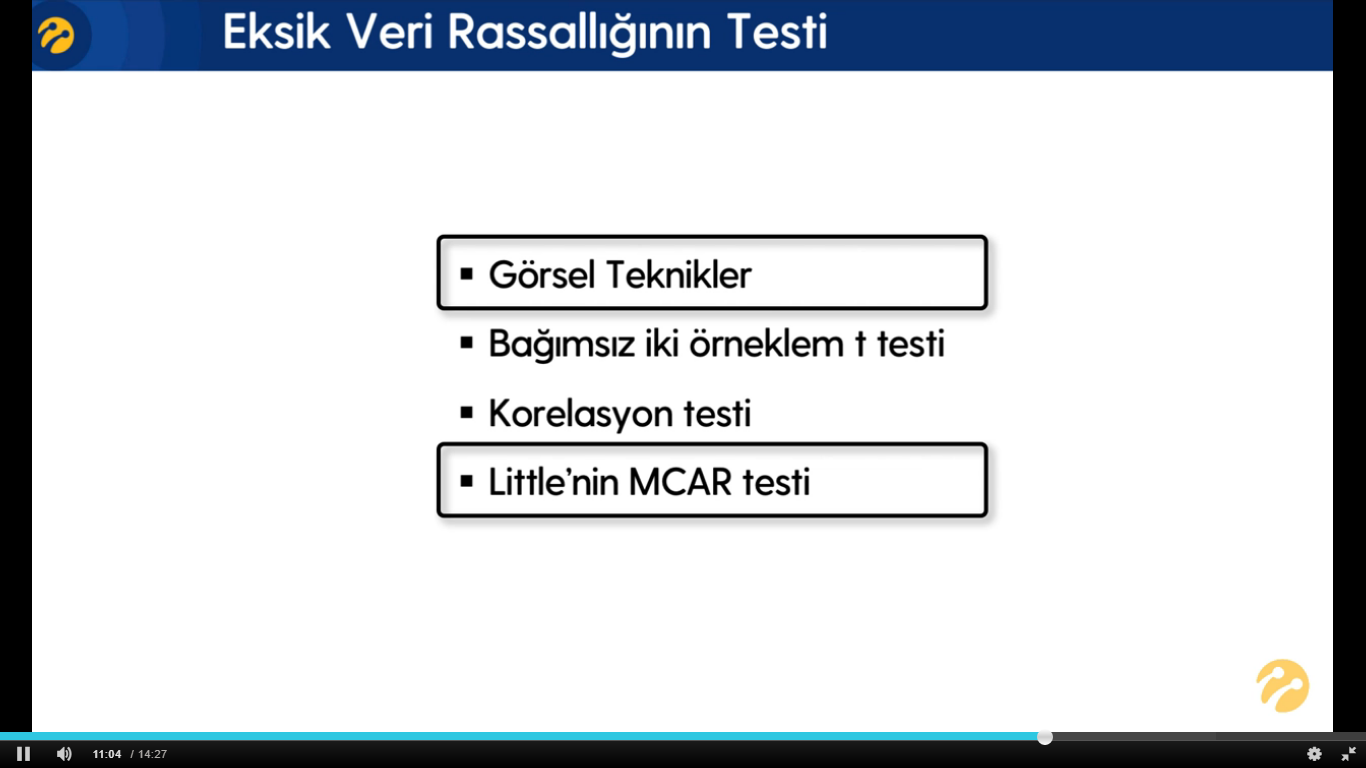 Eksik Veri Rassallığının Testi
▪ Görsel Teknikler
▪ Bağımsız iki örneklem t testi
▪ Korelasyon testi
▪ Little’nin MCAR testi
11:04 / 14:27